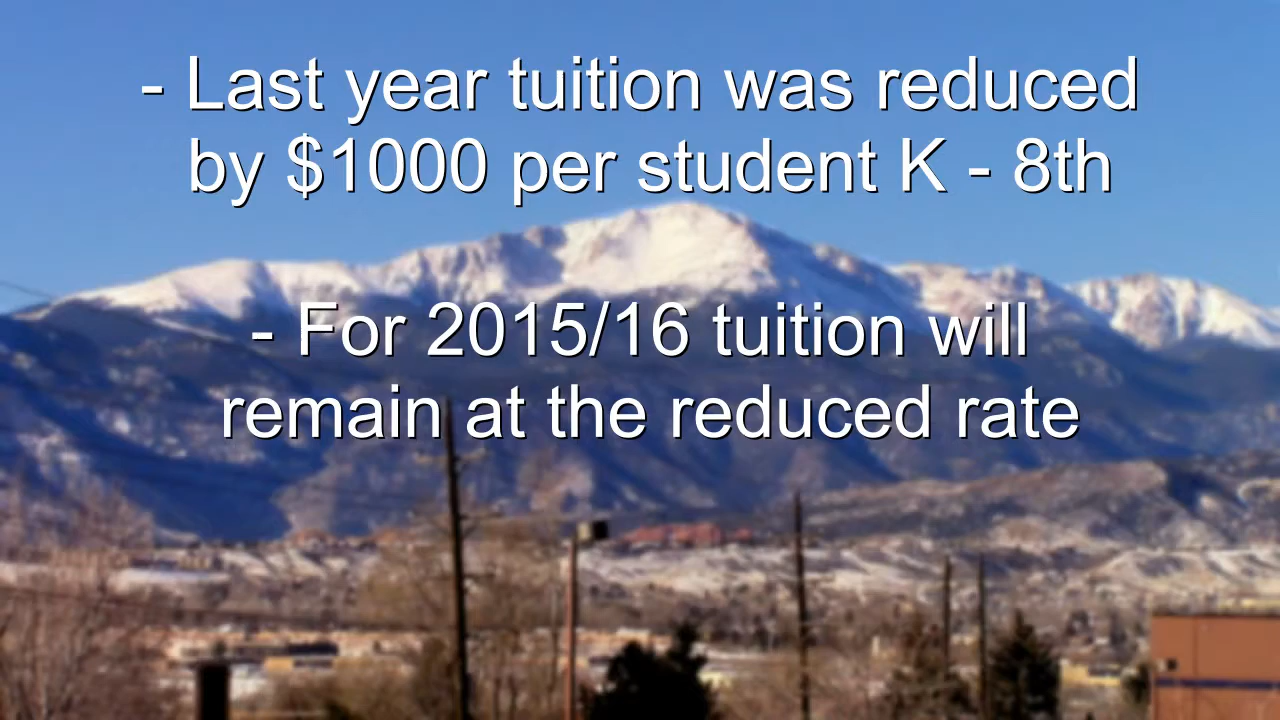 - Last year tuition was reduced
by $1000 per student K - 8th
- For 2015/16 tuition will
remain at the reduced rate